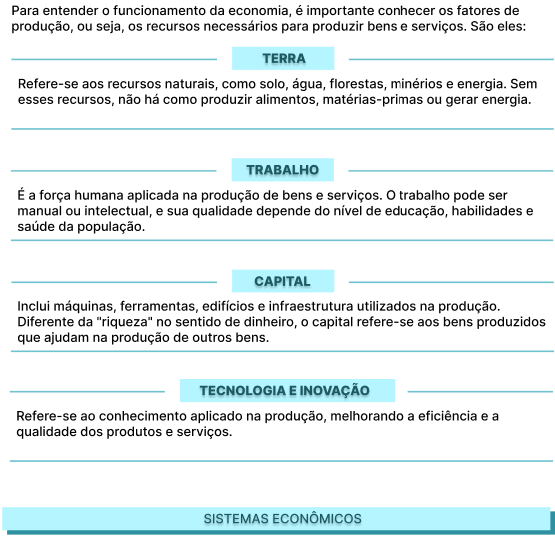 Para entender o funcionamento da economia, é importante conhecer os fatores de
produção, ou seja, os recursos necessários para produzir bens e serviços. São eles:
TERRA
Refere-se aos recursos naturais, como solo, água, florestas, minérios e energia. Sem
esses recursos, não há como produzir alimentos, matérias-primas ou gerar energia.
TRABALHO
É a força humana aplicada na produção de bens e serviços. O trabalho pode ser
manual ou intelectual, e sua qualidade depende do nível de educação, habilidades e
saúde da população.
CAPITAL
Inclui máquinas, ferramentas, edifícios e infraestrutura utilizados na produção.
Diferente da "riqueza" no sentido de dinheiro, o capital refere-se aos bens produzidos
que ajudam na produção de outros bens.
TECNOLOGIA E INOVAÇÃO
Refere-se ao conhecimento aplicado na produção, melhorando a eficiência e a
qualidade dos produtos e serviços.
SISTEMAS ECONÔMICOS